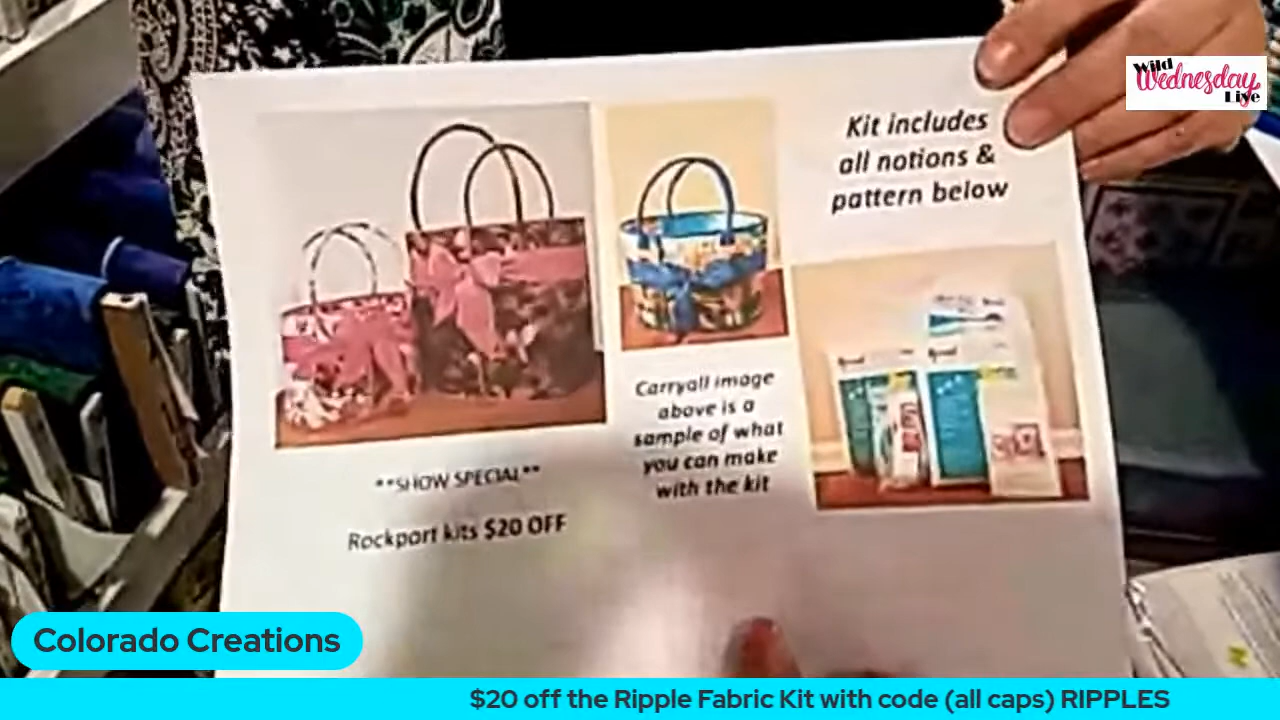 Wild
Wednesday
Live
Kit includes
all notions &
pattern below
Carryall image
above is a
sample of what
you can make
with the kit
**SHOW SPECIAL**
Rockport kits $20 OFF
Colorado Creations
$20 off the Ripple Fabric Kit with code (all caps) RIPPLES